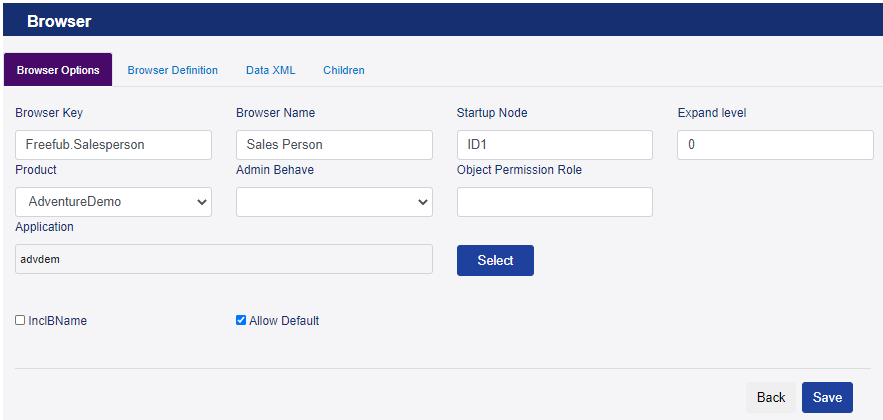 Browser
Browser Options Browser Definition Data XML Children
Browser Key Browser Name Startup Node Expand level
Freefub.Salesperson Sales Person ID1 0
Product Admin Behave Object Permission Role
AdventureDemo
Application
advdem Select
InclBName Allow Default
Back Save